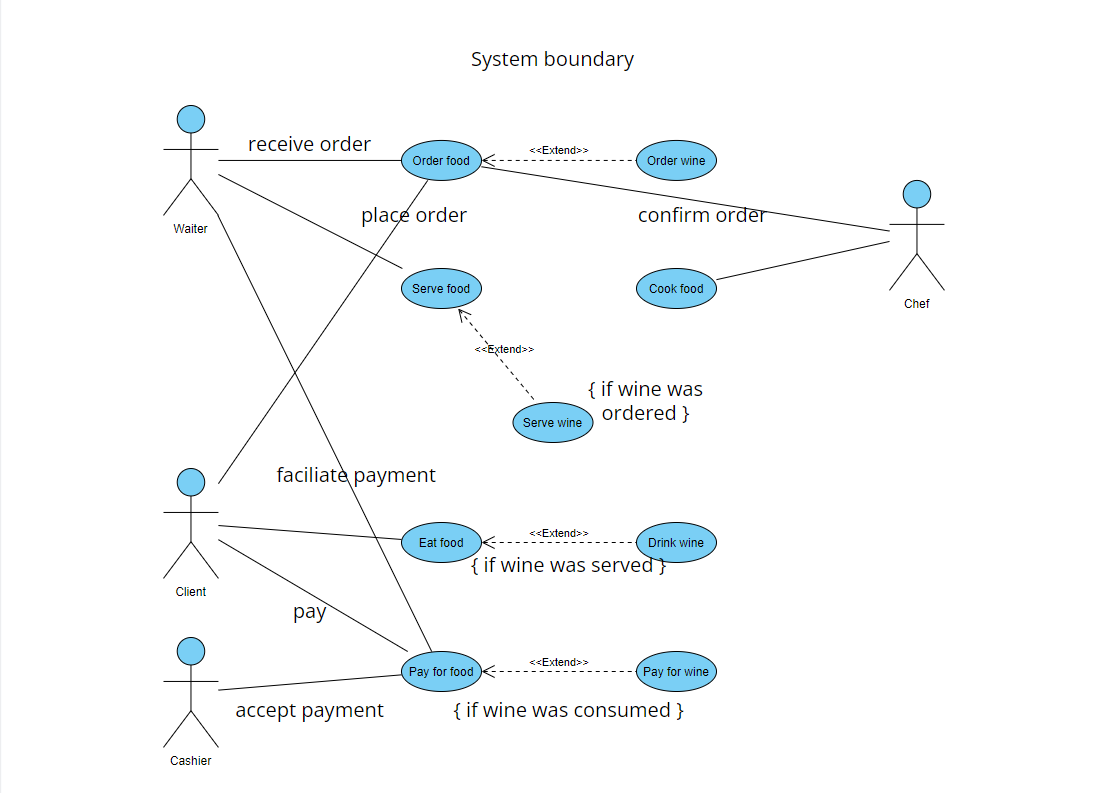 System boundary
receive order
<<Extend>>
Order food
Order wine
place order
confirm order
Waiter
Serve food
Cook food
Chef
<<Extend>>
{ if wine was
ordered }
Serve wine
faciliate payment
<<Extend>>
Eat food
Drink wine
{ if wine was served }
Client
pay
<<Extend>>
Pay for food
Pay for wine
accept payment
{ if wine was consumed }
Cashier